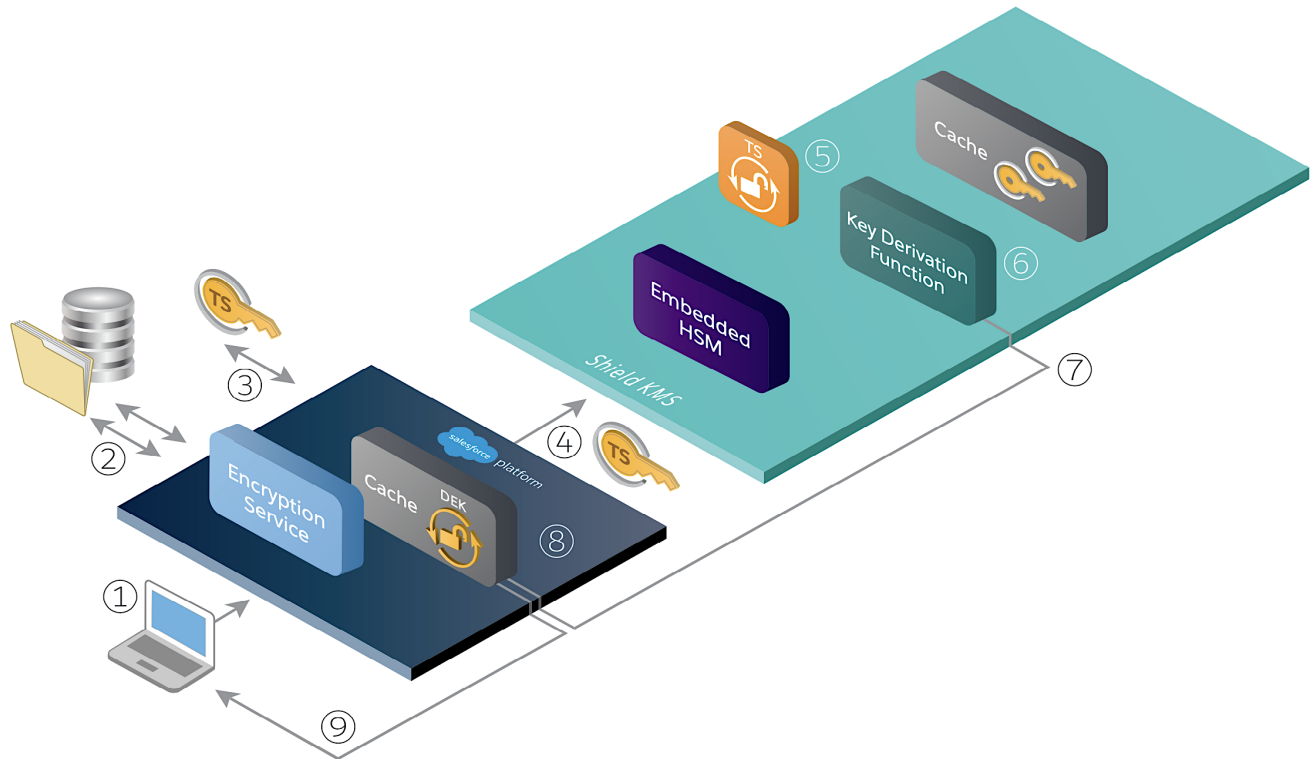 TS
⑤
Cache
Key Derivation
Function
⑥
Embedded
HSM
Shield KMS
⑦
TS
③
②
salesforce
platform
④
TS
Encryption
Service
Cache
DEK
⑧
①
⑨